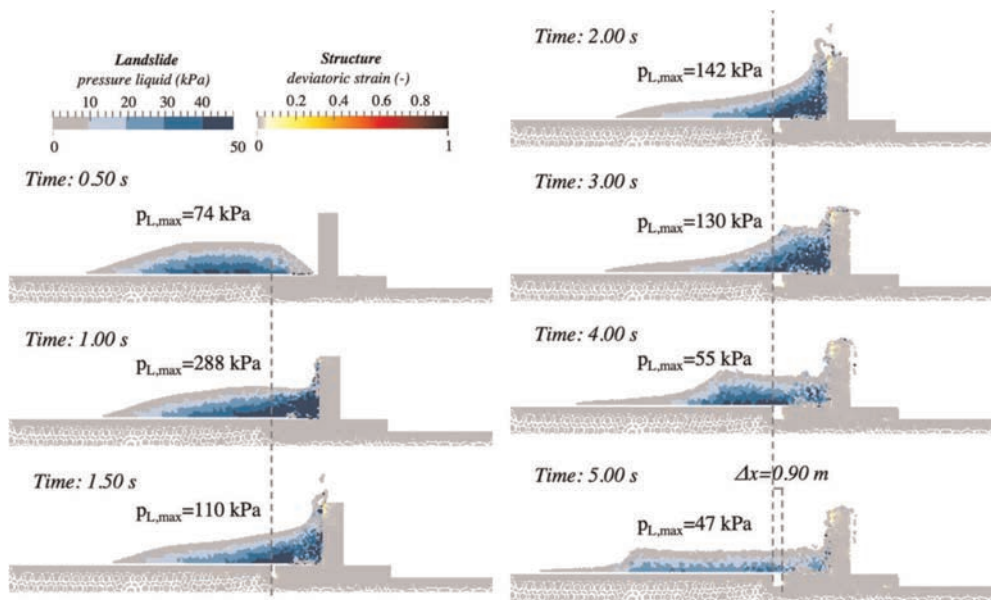 Landslide
pressure liquid (kPa)
10 20 30 40
0 50
Structure
deviatoric strain (-)
0.2 0.4 0.6 0.8
0 1
Time: 0.50 s
pL,max=74 kPa
Time: 1.00 s
pL,max=288 kPa
Time: 1.50 s
pL,max=110 kPa
Time: 2.00 s
pL,max=142 kPa
Time: 3.00 s
pL,max=130 kPa
Time: 4.00 s
pL,max=55 kPa
Time: 5.00 s
Δx=0.90 m
pL,max=47 kPa